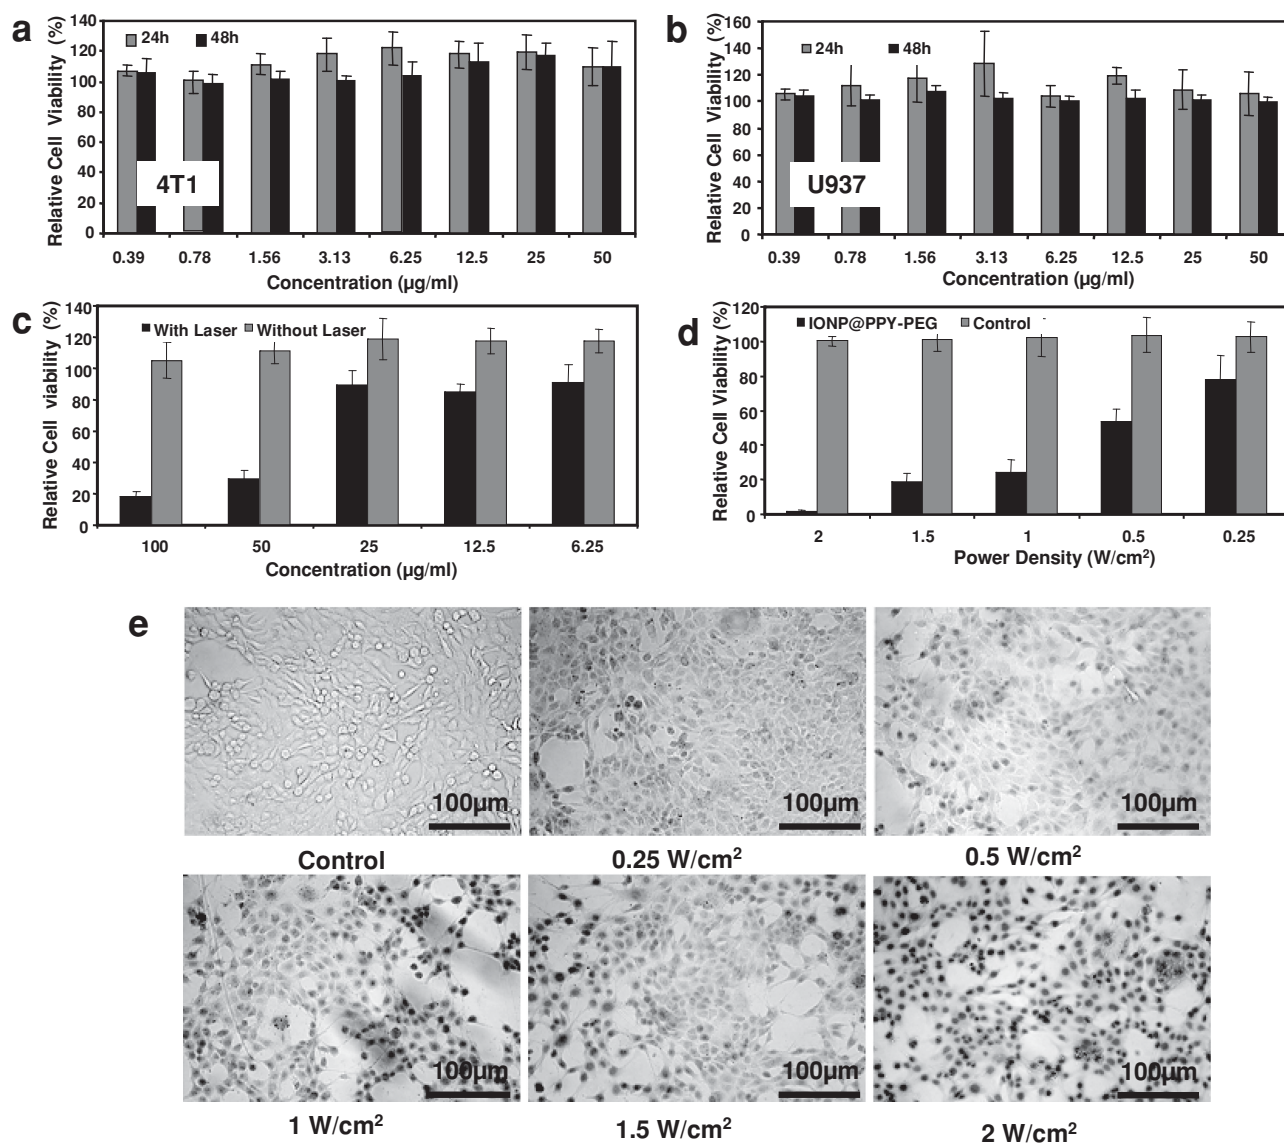 a
Relative Cell Viability (%)
140
120
100
80
60
40
20
0
24h 48h
4T1
0.39 0.78 1.56 3.13 6.25 12.5 25 50
Concentration (µg/ml)
b
Relative Cell Viability (%)
160
140
120
100
80
60
40
20
0
24h 48h
U937
0.39 0.78 1.56 3.13 6.25 12.5 25 50
Concentration (µg/ml)
c
Relative Cell viability (%)
140
120
100
80
60
40
20
0
With Laser Without Laser
100 50 25 12.5 6.25
Concentration (µg/ml)
d
Relative Cell Viability (%)
120
100
80
60
40
20
0
IONP@PPY-PEG Control
2 1.5 1 0.5 0.25
Power Density (W/cm²)
e
100µm 100µm 100µm
Control 0.25 W/cm² 0.5 W/cm²
100µm 100µm 100µm
1 W/cm² 1.5 W/cm² 2 W/cm²